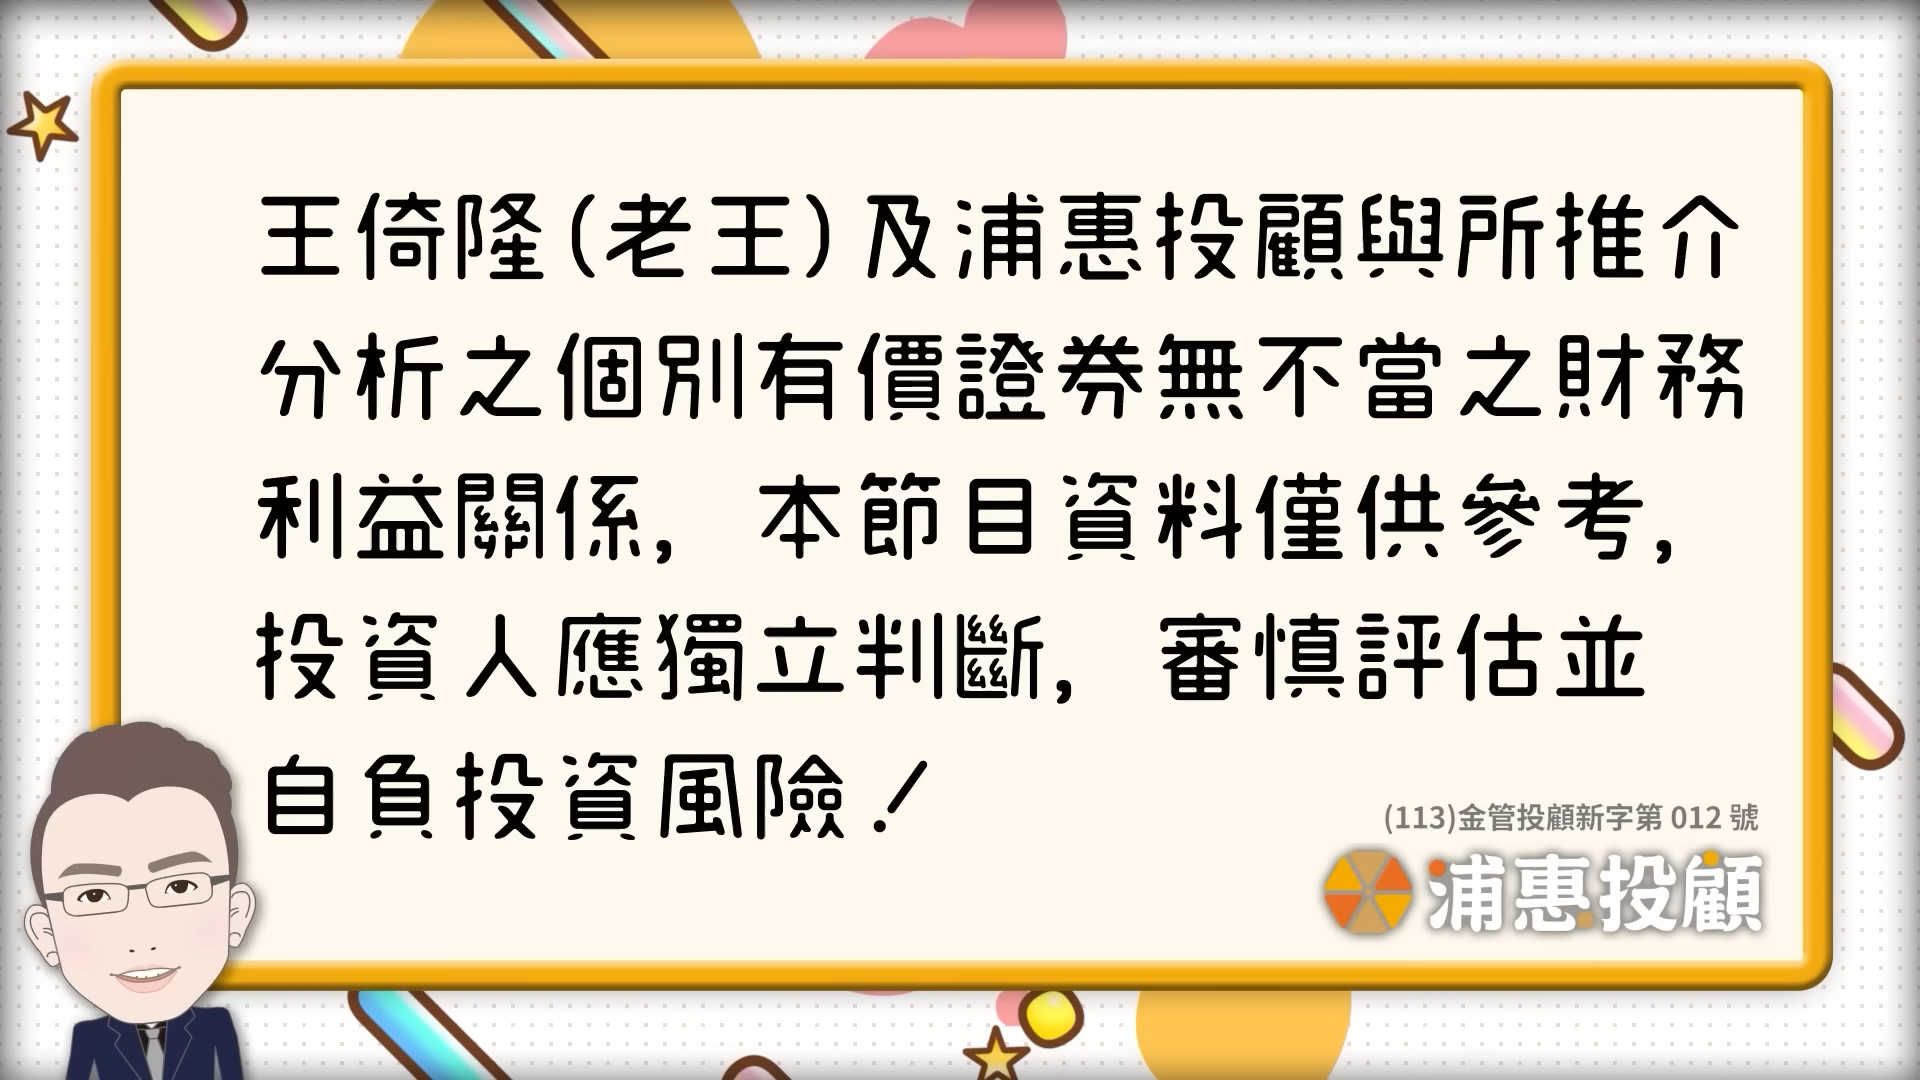 王倚隆(老王)及浦惠投顧與所推介
分析之個別有價證券無不當之財務
利益關係，本節目資料僅供參考，
投資人應獨立判斷，審慎評估並
自負投資風險！
(113)金管投顧新字第 012 號
浦惠投顧